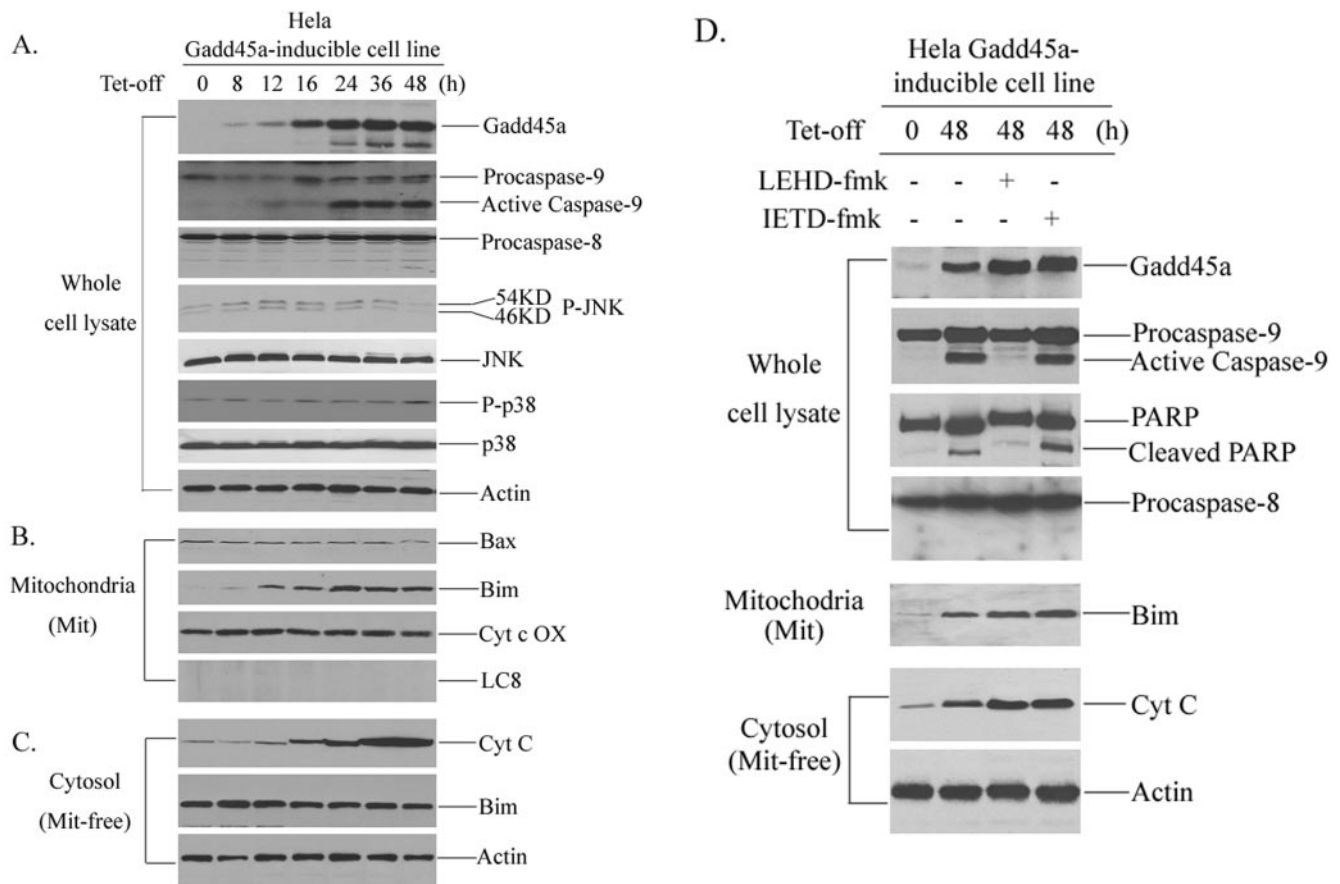 A.
Hela
Gadd45a-inducible cell line
Tet-off 0 8 12 16 24 36 48 (h)
Gadd45a
Procaspase-9
Active Caspase-9
Procaspase-8
Whole
cell lysate
54KD
46KD
P-JNK
JNK
P-p38
p38
Actin
B.
Mitochondria
(Mit)
Bax
Bim
Cyt c OX
LC8
C.
Cytosol
(Mit-free)
Cyt C
Bim
Actin
D.
Hela Gadd45a-
inducible cell line
Tet-off 0 48 48 48 (h)
LEHD-fmk - - + -
IETD-fmk - - - +
Whole
cell lysate
Gadd45a
Procaspase-9
Active Caspase-9
PARP
Cleaved PARP
Procaspase-8
Mitochodria
(Mit)
Bim
Cytosol
(Mit-free)
Cyt C
Actin